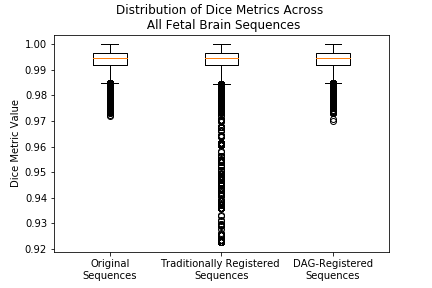 Distribution of Dice Metrics Across
All Fetal Brain Sequences
Dice Metric Value
1.00
0.99
0.98
0.97
0.96
0.95
0.94
0.93
0.92
Original
Sequences
Traditionally Registered
Sequences
DAG-Registered
Sequences